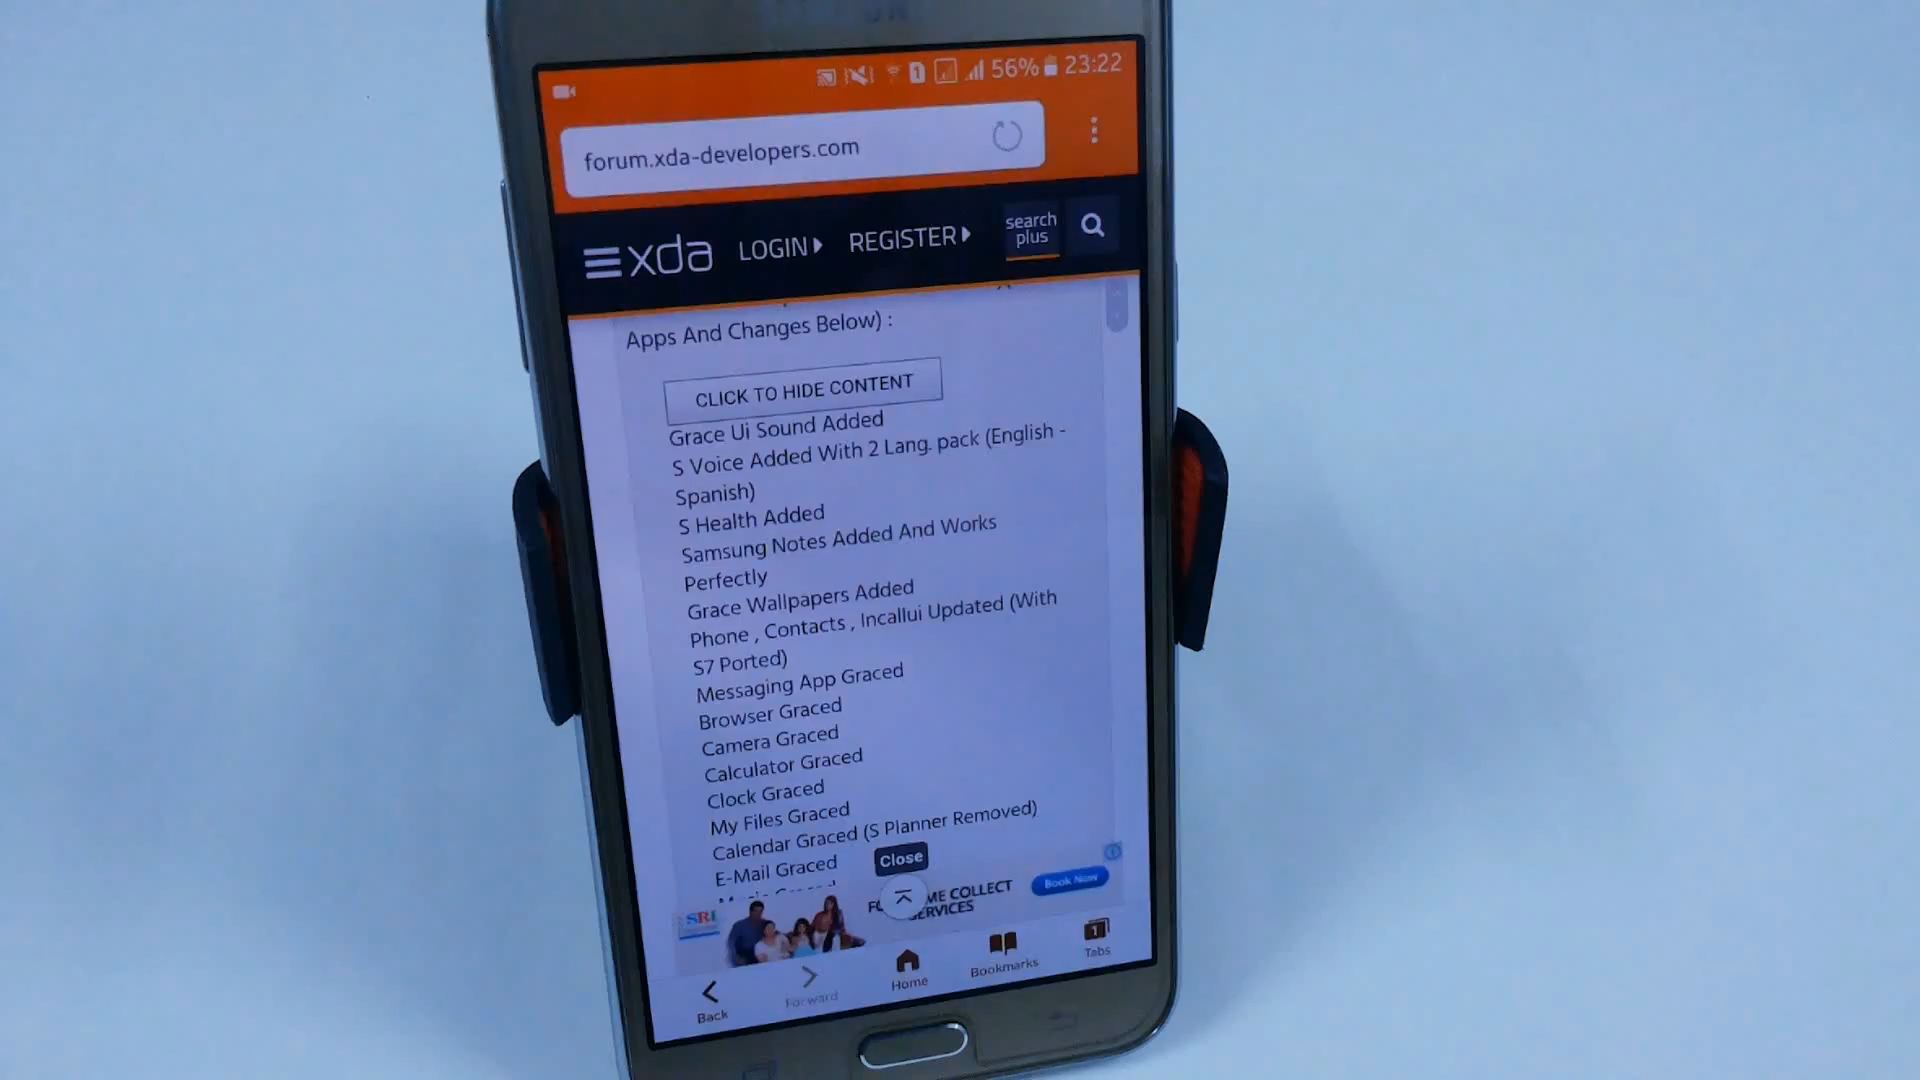 1
56%
23:22
forum.xda-developers.com
xda
LOGIN
REGISTER
search
plus
Apps And Changes Below) :
CLICK TO HIDE CONTENT
Grace Ui Sound Added
S Voice Added With 2 Lang. pack (English -
Spanish)
S Health Added
Samsung Notes Added And Works
Perfectly
Grace Wallpapers Added
Phone , Contacts , Incallui Updated (With
S7 Ported)
Messaging App Graced
Browser Graced
Camera Graced
Calculator Graced
Clock Graced
My Files Graced
Calendar Graced (S Planner Removed)
E-Mail Graced
Close
SRL
COLLECT
Book Now
Back
Forward
Home
Bookmarks
1
Tabs